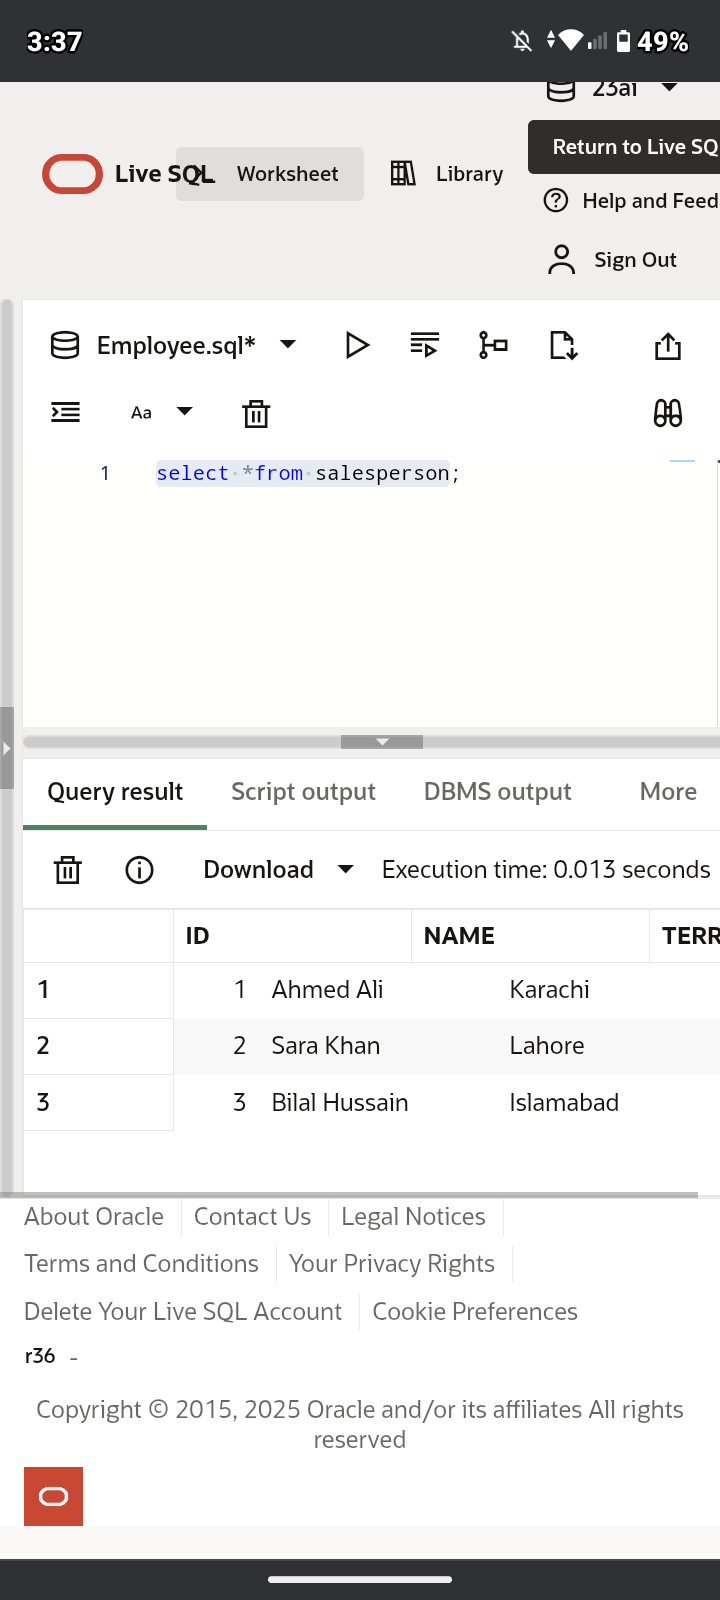 3:37
49%
23ai
Return to Live SQ
Live SQL
Worksheet
Library
Help and Feed
Sign Out
Employee.sql*
Aa
1 select *from salesperson;
Query result Script output DBMS output More
Download Execution time: 0.013 seconds
ID NAME TERR
1 1 Ahmed Ali Karachi
2 2 Sara Khan Lahore
3 3 Bilal Hussain Islamabad
About Oracle Contact Us Legal Notices
Terms and Conditions Your Privacy Rights
Delete Your Live SQL Account Cookie Preferences
r36 -
Copyright © 2015, 2025 Oracle and/or its affiliates All rights
reserved